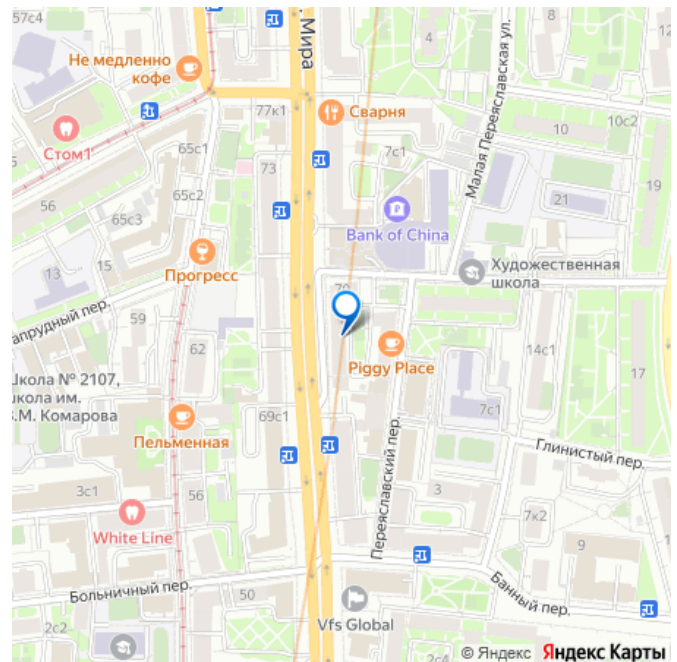 57с4
Не медленно
кофе
Мира
4
8
Малая Переяславская ул.
77к1
Сварня
Стом1
65с1
10
10с2
7с1
73
65с2
56
65с3
21
19
Bank of China
Прогресс
15
13
Художественная
школа
апрудный пер.
59
62
Piggy Place
14с1
17
Школа № 2107,
школа им.
В.М. Комарова
69с1
7с1
Пельменная
Глинистый пер.
Переяславский пер.
3с1
56
3
White Line
7к2
9
Больничный пер.
50
Банный пер.
Vfs Global
2с2
© Яндекс Яндекс Карты